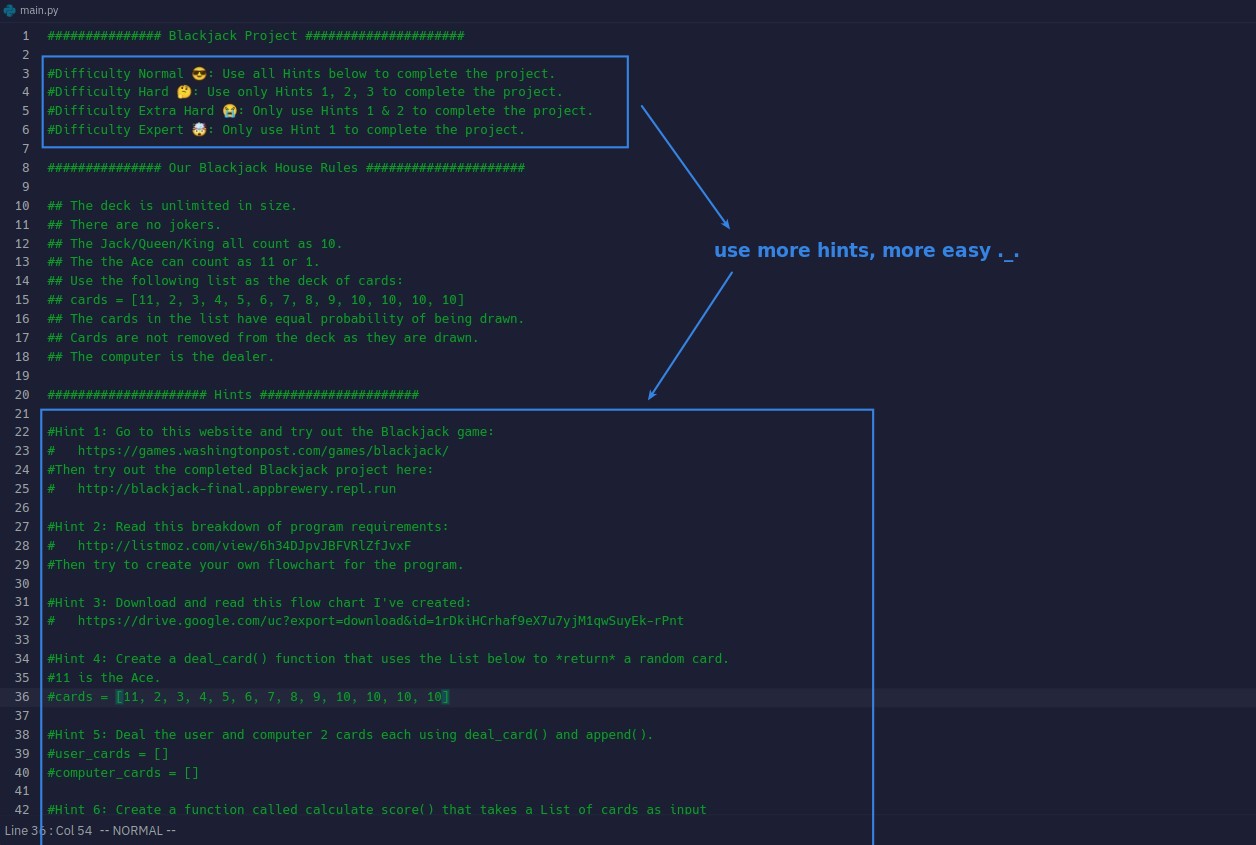 main.py
1 ############### Blackjack Project #####################
2
3 #Difficulty Normal 😎: Use all Hints below to complete the project.
4 #Difficulty Hard 🤔: Use only Hints 1, 2, 3 to complete the project.
5 #Difficulty Extra Hard 😭: Only use Hints 1 & 2 to complete the project.
6 #Difficulty Expert 🤯: Only use Hint 1 to complete the project.
7
8 ############### Our Blackjack House Rules #####################
9
10 ## The deck is unlimited in size.
11 ## There are no jokers.
use more hints, more easy ._.
12 ## The Jack/Queen/King all count as 10.
13 ## The the Ace can count as 11 or 1.
14 ## Use the following list as the deck of cards:
15 ## cards = [11, 2, 3, 4, 5, 6, 7, 8, 9, 10, 10, 10, 10]
16 ## The cards in the list have equal probability of being drawn.
17 ## Cards are not removed from the deck as they are drawn.
18 ## The computer is the dealer.
19
20 ##################### Hints #####################
21
22 #Hint 1: Go to this website and try out the Blackjack game:
23 #   https://games.washingtonpost.com/games/blackjack/
24 #Then try out the completed Blackjack project here:
25 #   http://blackjack-final.appbrewery.repl.run
26
27 #Hint 2: Read this breakdown of program requirements:
28 #   http://listmoz.com/view/6h34DJpvJBFVRlZfJvxF
29 #Then try to create your own flowchart for the program.
30
31 #Hint 3: Download and read this flow chart I've created:
32 #   https://drive.google.com/uc?export=download&id=1rDkiHCrhaf9eX7u7yjM1qwSuyEk-rPnt
33
34 #Hint 4: Create a deal_card() function that uses the List below to *return* a random card.
35 #11 is the Ace.
36 #cards = [11, 2, 3, 4, 5, 6, 7, 8, 9, 10, 10, 10, 10]
37
38 #Hint 5: Deal the user and computer 2 cards each using deal_card() and append().
39 #user_cards = []
40 #computer_cards = []
41
42 #Hint 6: Create a function called calculate_score() that takes a List of cards as input
Line 36 : Col 54 -- NORMAL --